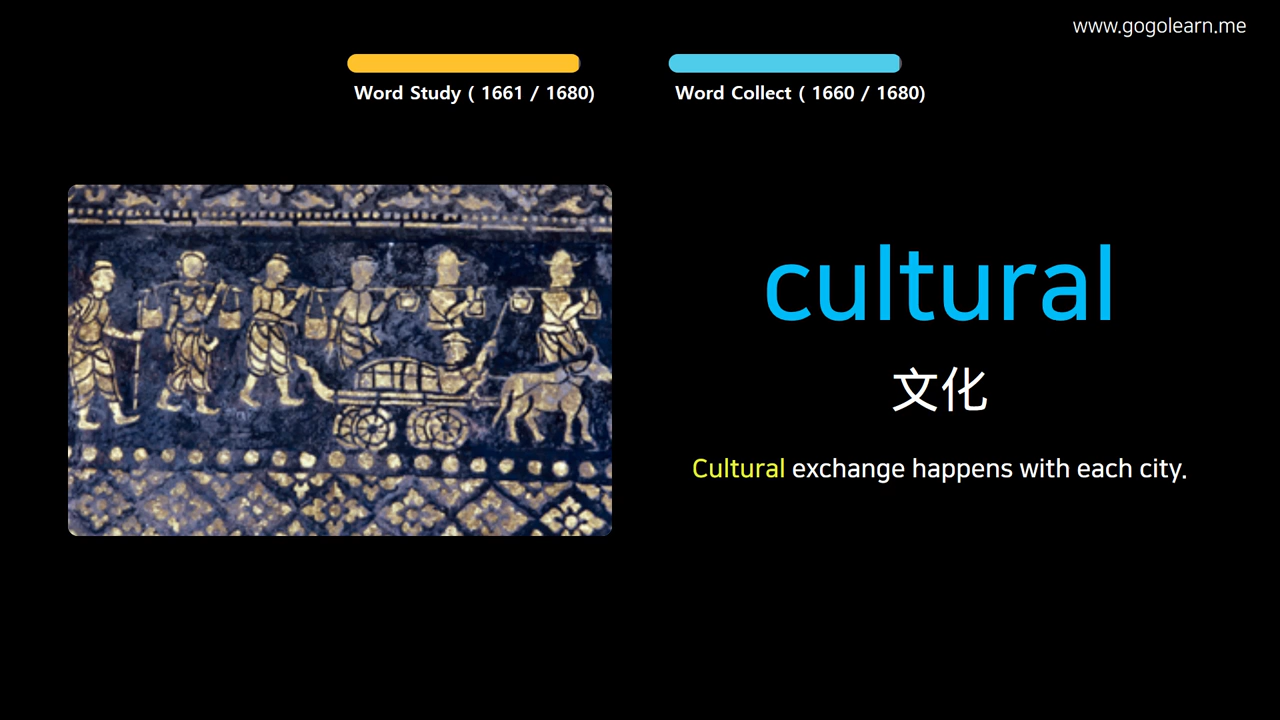 www.gogolearn.me
Word Study ( 1661 / 1680)
Word Collect ( 1660 / 1680)
cultural
文化
Cultural exchange happens with each city.